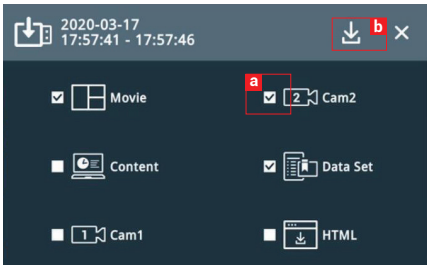 2020-03-17
17:57:41 - 17:57:46
b
a
Movie
2 Cam2
Content
Data Set
1 Cam1
HTML